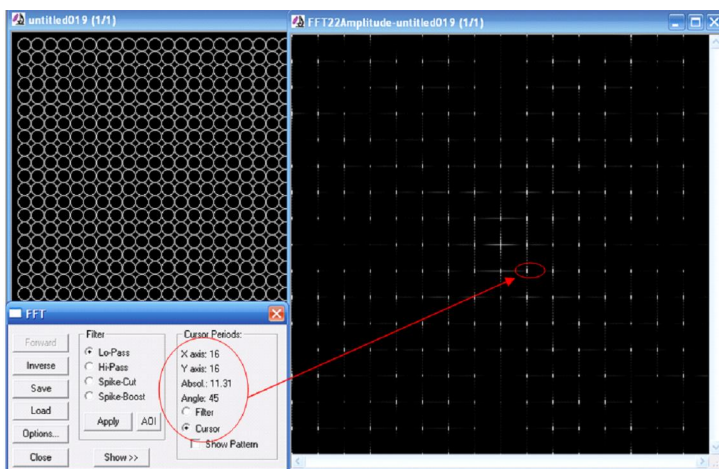 untitled019 (1/1)
FFT22Amplitude-untitled019 (1/1)
FFT
Forward
Inverse
Save
Load
Options...
Close
Filter
Lo-Pass
Hi-Pass
Spike-Cut
Spike-Boost
Apply
AOI
Show >>
Cursor Periods:
X axis: 16
Y axis: 16
Absol.: 11.31
Angle: 45
Filter
Cursor
Show Pattern